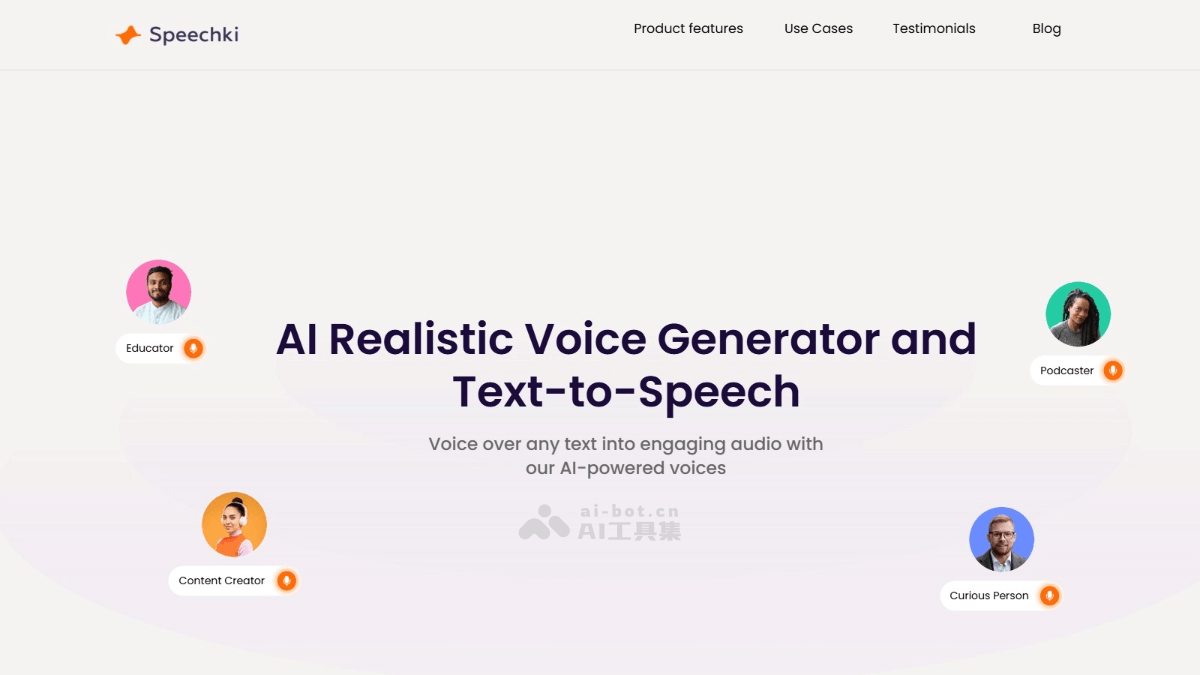 Speechki
Product features
Use Cases
Testimonials
Blog
Educator
Podcaster
AI Realistic Voice Generator and
Text-to-Speech
Voice over any text into engaging audio with
our AI-powered voices
ai-bot.cn
AI工具集
Content Creator
Curious Person